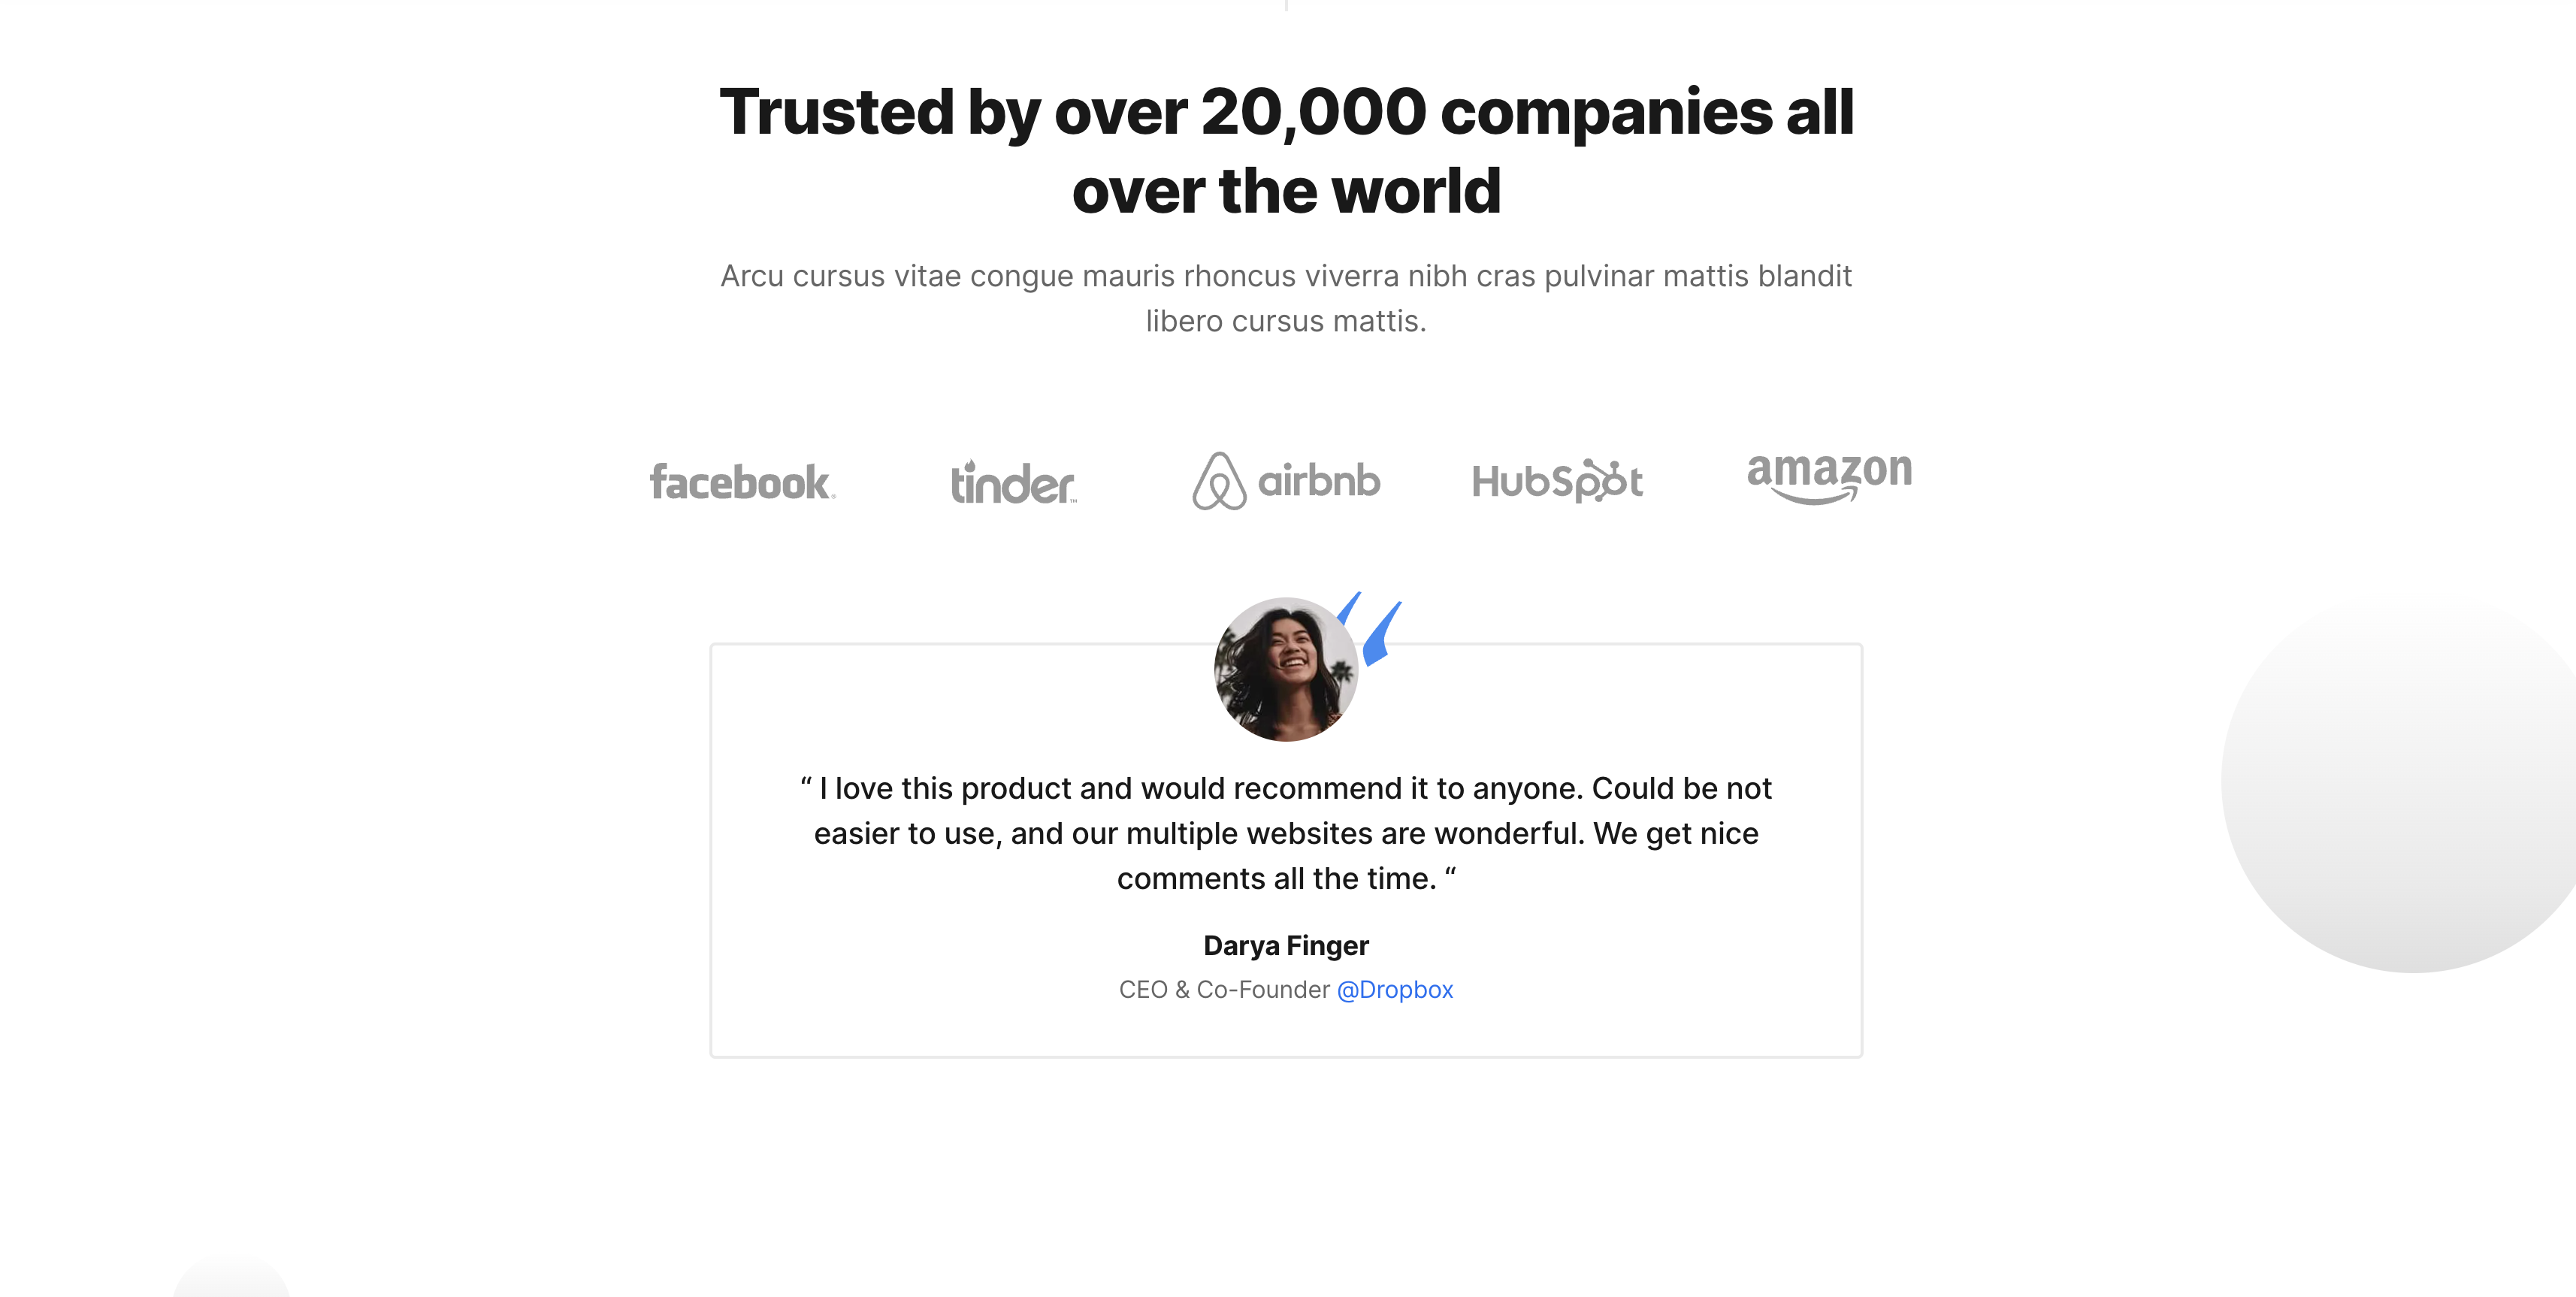 Trusted by over 20,000 companies all
over the world
Arcu cursus vitae congue mauris rhoncus viverra nibh cras pulvinar mattis blandit
libero cursus mattis.
facebook®
tinder™
airbnb
HubSpot
amazon
“ I love this product and would recommend it to anyone. Could be not
easier to use, and our multiple websites are wonderful. We get nice
comments all the time. “
Darya Finger
CEO & Co-Founder @Dropbox